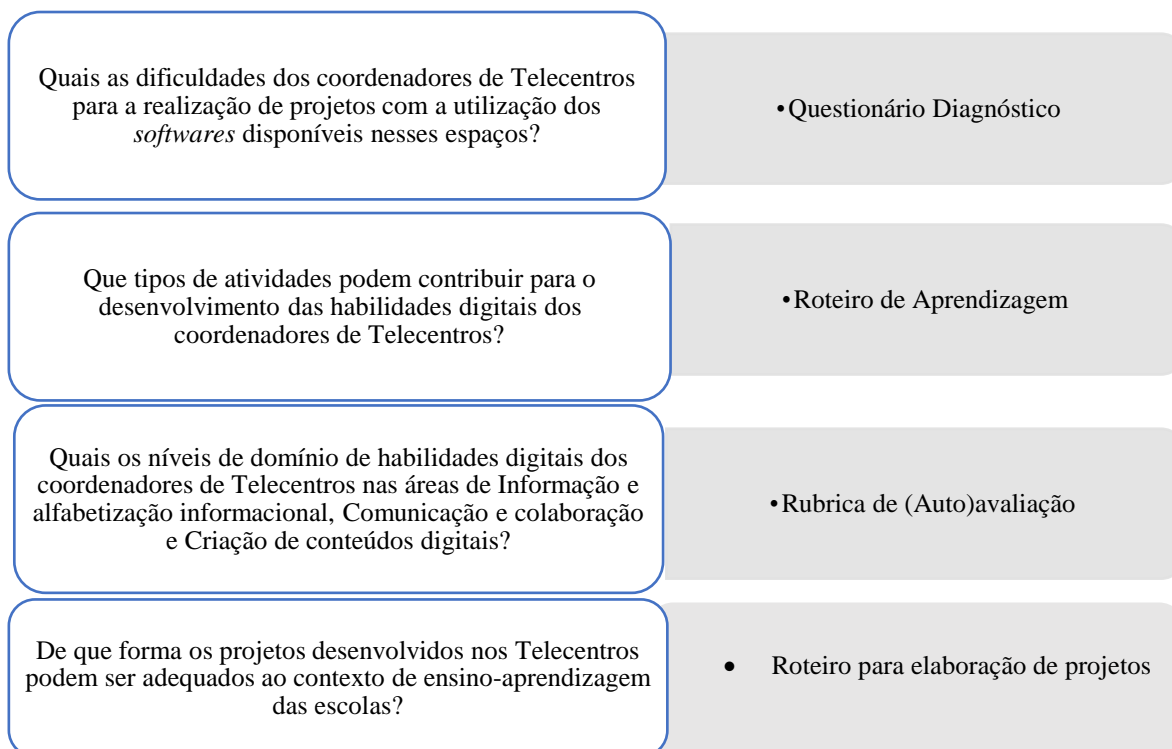 Quais as dificuldades dos coordenadores de Telecentros
para a realização de projetos com a utilização dos
softwares disponíveis nesses espaços?
•Questionário Diagnóstico
Que tipos de atividades podem contribuir para o
desenvolvimento das habilidades digitais dos
coordenadores de Telecentros?
•Roteiro de Aprendizagem
Quais os níveis de domínio de habilidades digitais dos
coordenadores de Telecentros nas áreas de Informação e
alfabetização informacional, Comunicação e colaboração
e Criação de conteúdos digitais?
•Rubrica de (Auto)avaliação
De que forma os projetos desenvolvidos nos Telecentros
podem ser adequados ao contexto de ensino-aprendizagem
das escolas?
• Roteiro para elaboração de projetos